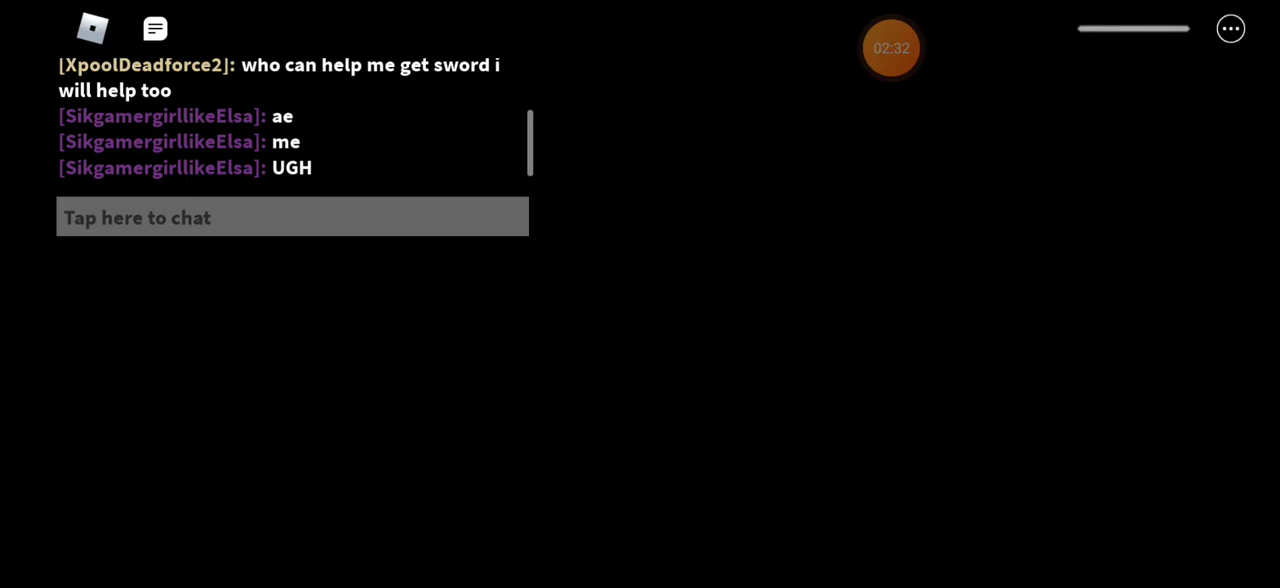 02:32
[XpoolDeadforce2]: who can help me get sword i
will help too
[SikgamergirllikeElsa]: ae
[SikgamergirllikeElsa]: me
[SikgamergirllikeElsa]: UGH
Tap here to chat